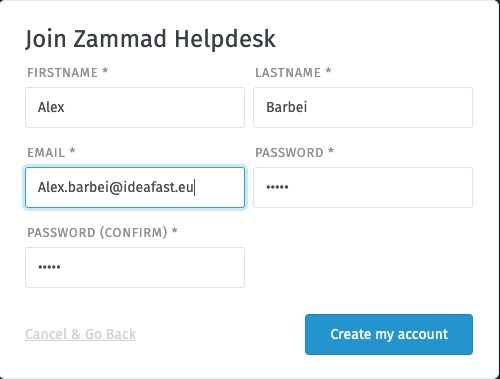 Join Zammad Helpdesk
FIRSTNAME * LASTNAME *
Alex Barbei
EMAIL * PASSWORD *
Alex.barbei@ideafast.eu •••••
PASSWORD (CONFIRM) *
•••••
Cancel & Go Back Create my account